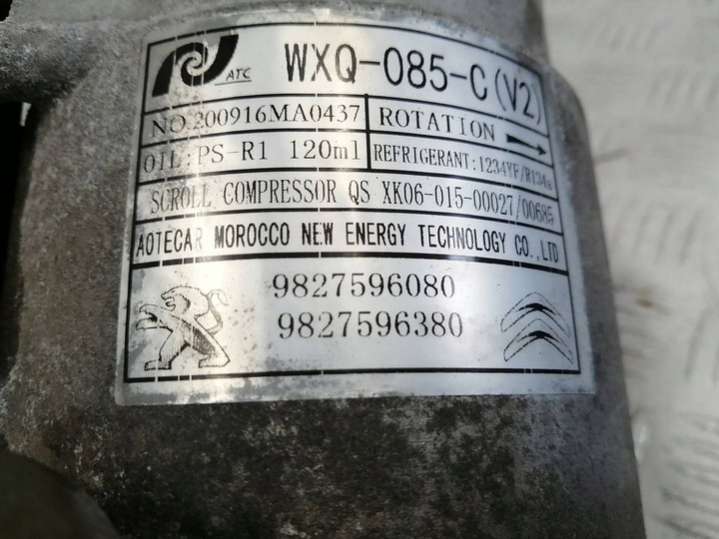 ATC WXQ-085-C(V2)
NO.200916MA0437 ROTATION
OIL:PS-R1 120ml REFRIGERANT:1234YF/R134a
SCROLL COMPRESSOR QS XK06-015-00027/00685
AOTECAR MOROCCO NEW ENERGY TECHNOLOGY CO.,LTD
9827596080
9827596380